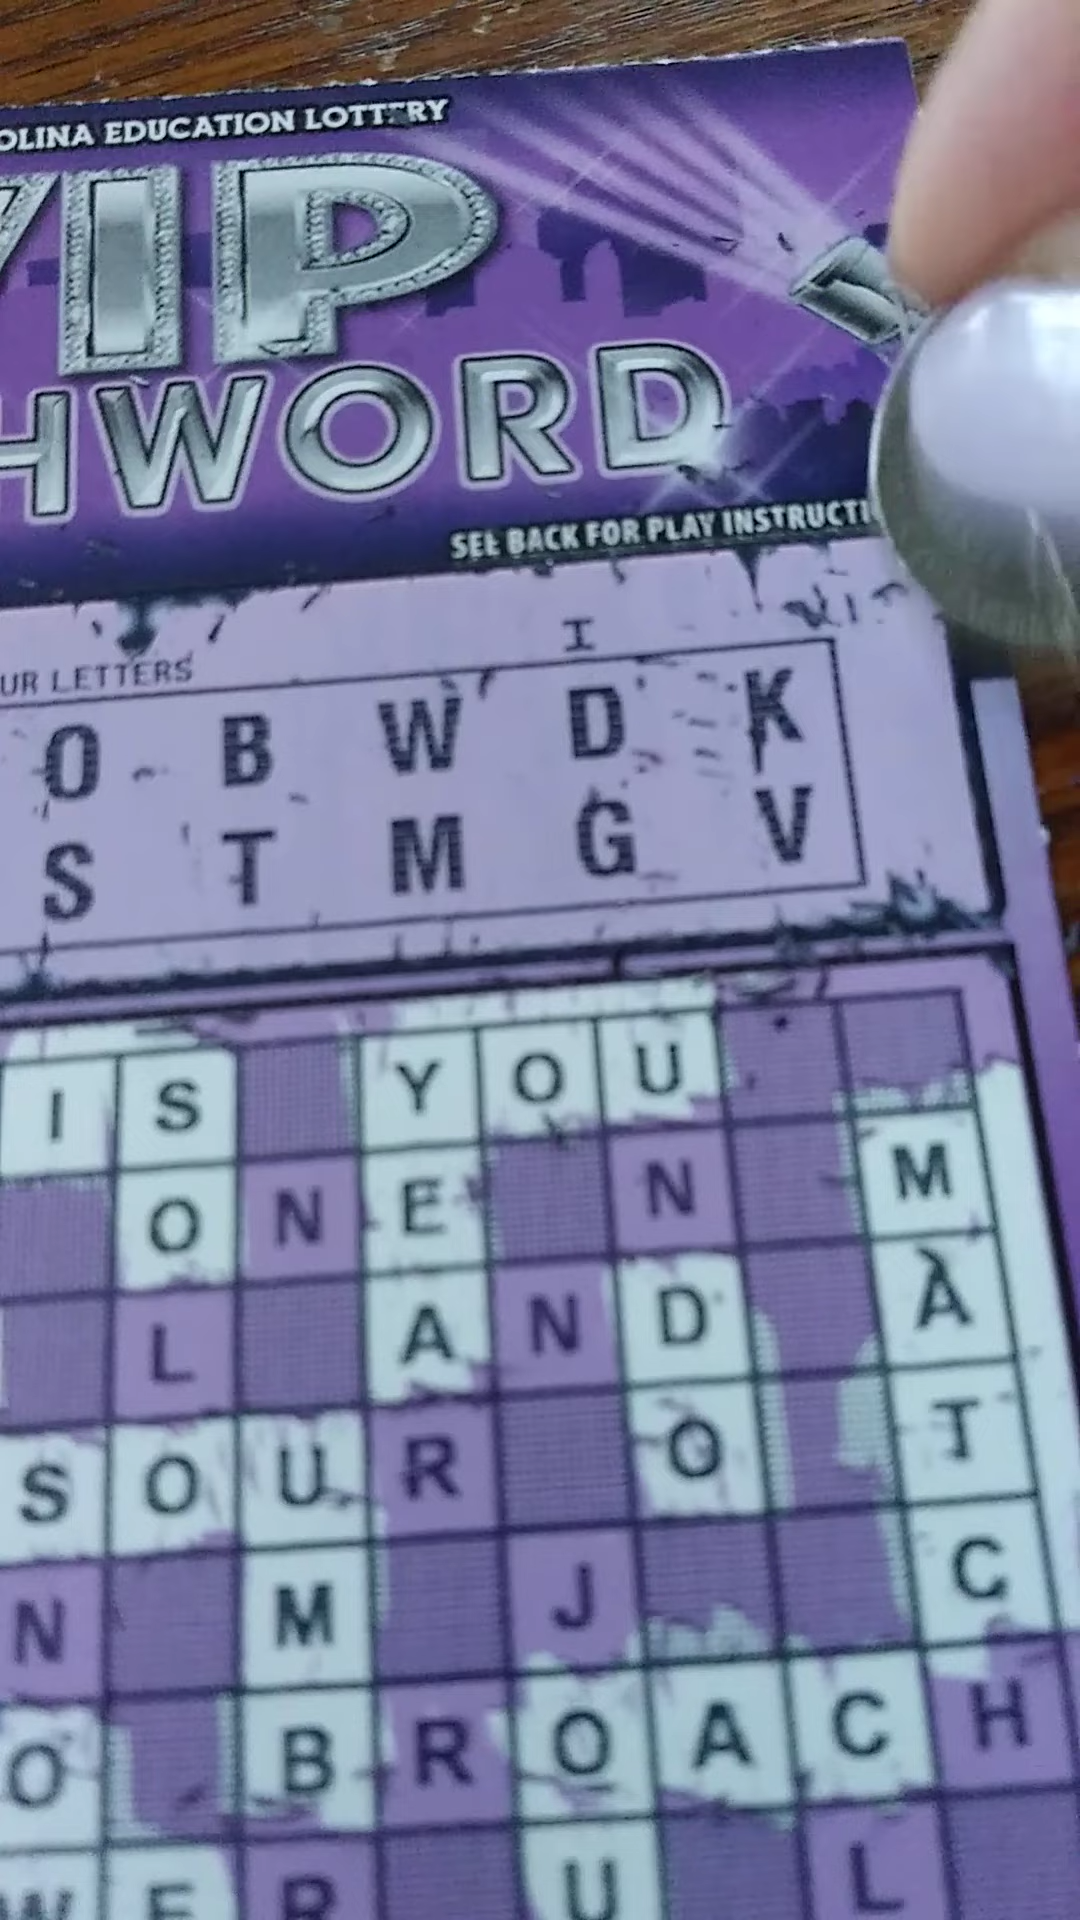 OLINA EDUCATION LOTTERY
VIP
HWORD
SEE BACK FOR PLAY INSTRUCTI
I
UR LETTERS
O B W D K
S T M G V
I S Y O U
O N E N M
L A N D A
S O U R O T
N M J C
O B R O A C H
W E R U L